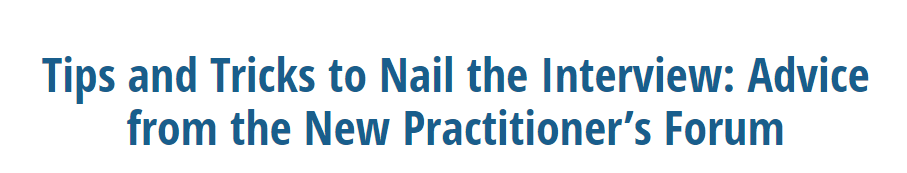 Tips and Tricks to Nail the Interview: Advice
from the New Practitioner’s Forum